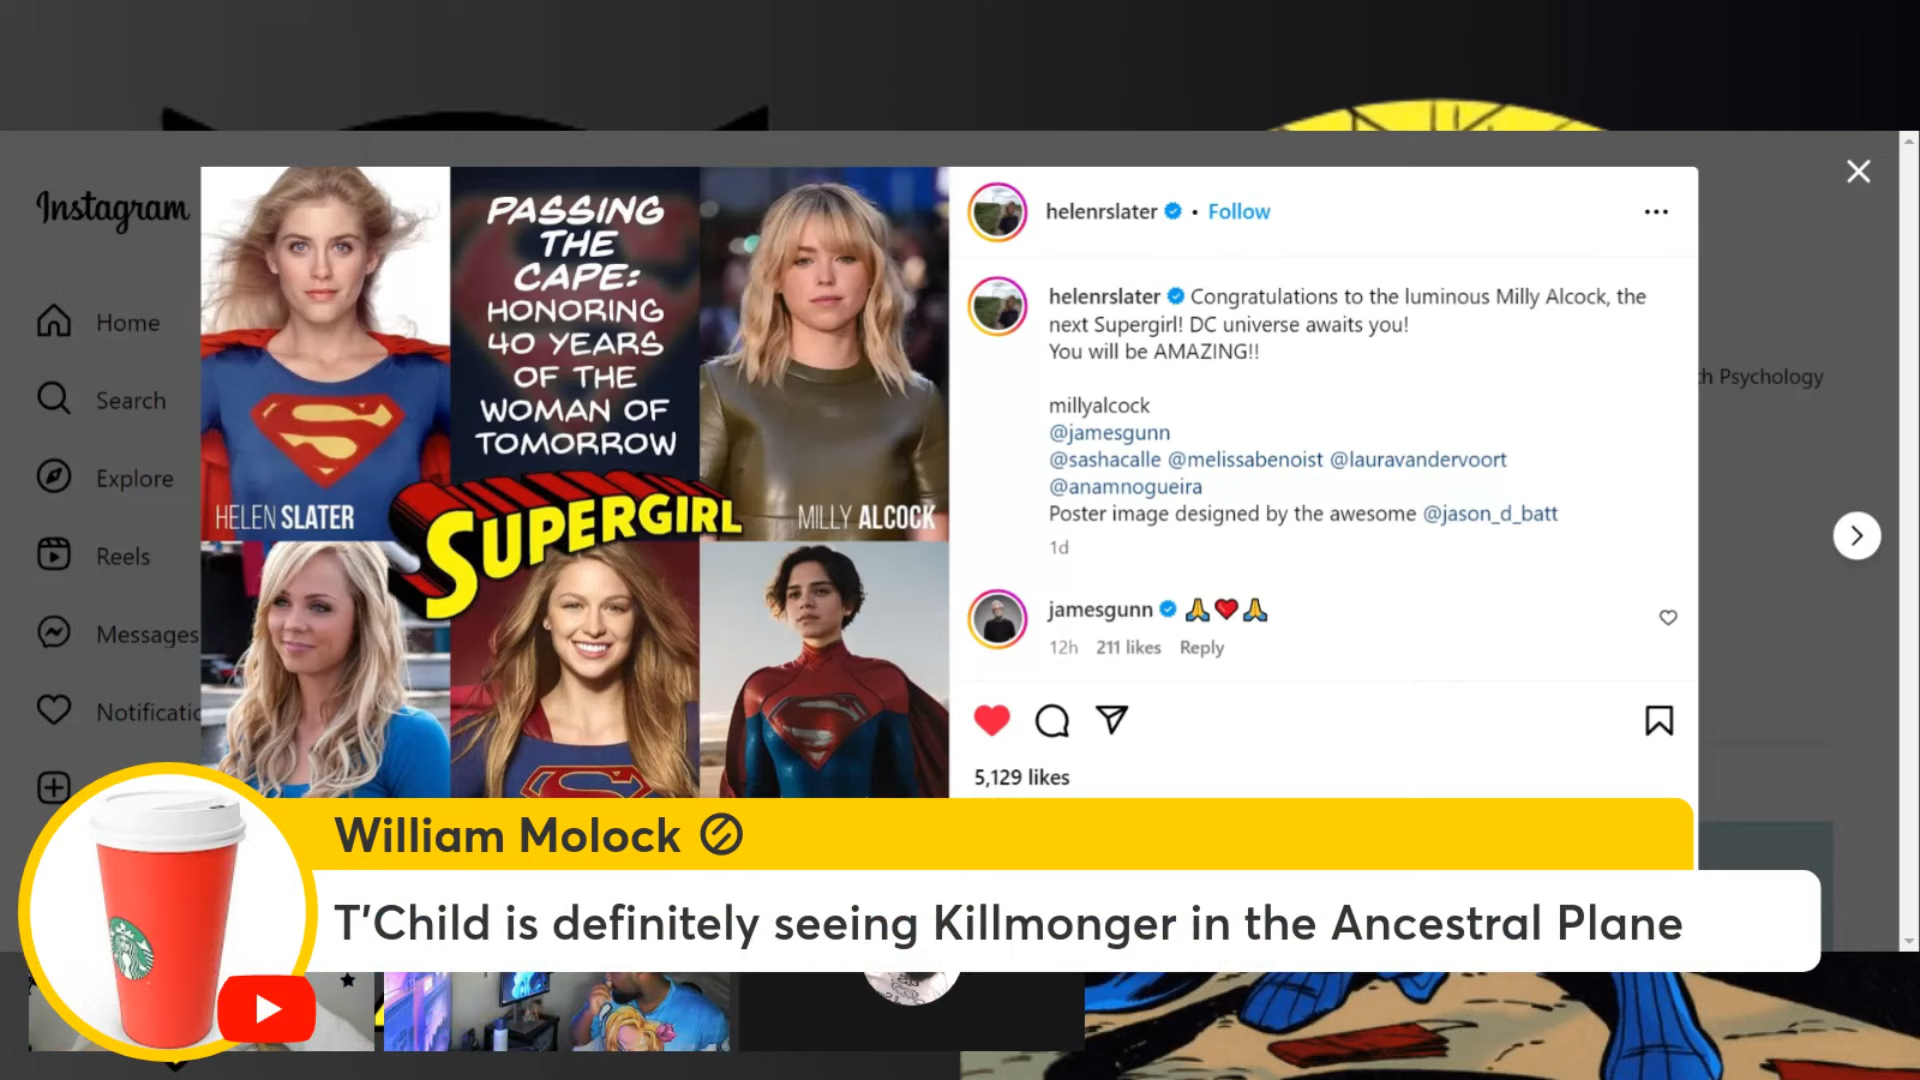 Instagram
Home
Search
Explore
Reels
Messages
Notificatic
PASSING
THE
CAPE:
HONORING
40 YEARS
OF THE
WOMAN OF
TOMORROW
HELEN SLATER
SUPERGIRL
MILLY ALCOCK
helenrslater • Follow
helenrslater Congratulations to the luminous Milly Alcock, the
next Supergirl! DC universe awaits you!
You will be AMAZING!!
millyalcock
@jamesgunn
@sashacalle @melissabenoist @lauravandervoort
@anamnogueira
Poster image designed by the awesome @jason_d_batt
1d
jamesgunn 🙏❤️🙏
12h 211 likes Reply
5,129 likes
h Psychology
William Molock
T'Child is definitely seeing Killmonger in the Ancestral Plane